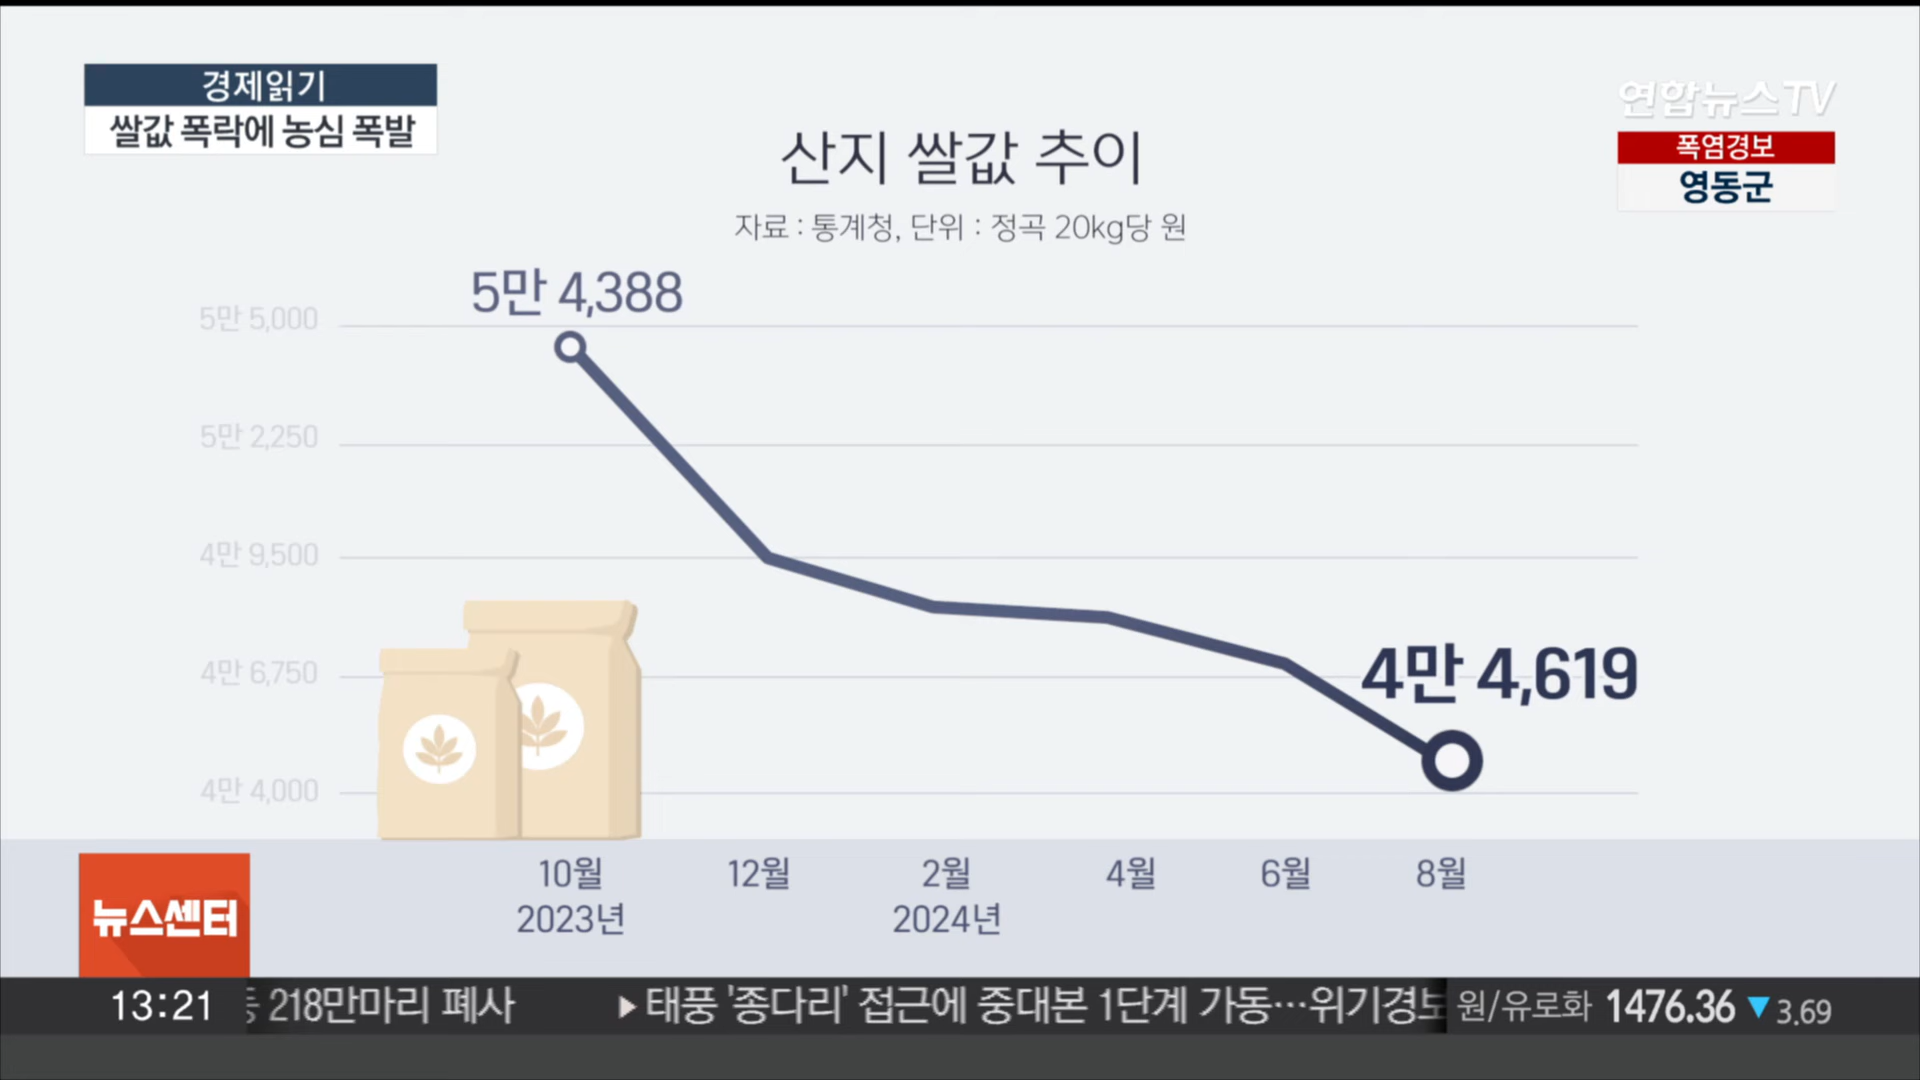 경제읽기
쌀값 폭락에 농심 폭발
연합뉴스TV
폭염경보
영동군
산지 쌀값 추이
자료 : 통계청, 단위 : 정곡 20kg당 원
5만 4,388
5만 5,000
5만 2,250
4만 9,500
4만 6,750
4만 4,000
4만 4,619
10월 12월 2월 4월 6월 8월
2023년 2024년
뉴스센터
13:21 218만마리 폐사 ▶태풍 '종다리' 접근에 중대본 1단계 가동…위기경보 원/유로화 1476.36 ▼ 3.69